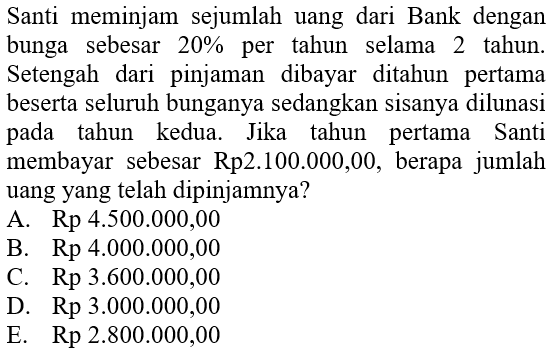 Santi meminjam sejumlah uang dari Bank dengan
bunga sebesar 20% per tahun selama 2 tahun.
Setengah dari pinjaman dibayar ditahun pertama
beserta seluruh bunganya sedangkan sisanya dilunasi
pada tahun kedua. Jika tahun pertama Santi
membayar sebesar Rp2.100.000,00, berapa jumlah
uang yang telah dipinjamnya?
A. Rp 4.500.000,00
B. Rp 4.000.000,00
C. Rp 3.600.000,00
D. Rp 3.000.000,00
E. Rp 2.800.000,00